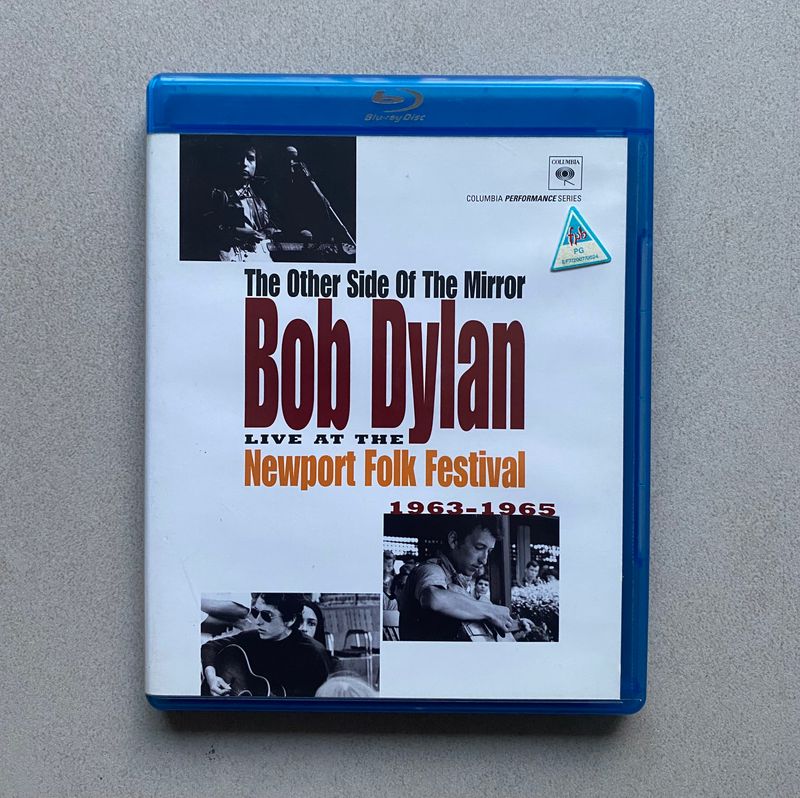 Blu-ray Disc
COLUMBIA
COLUMBIA PERFORMANCE SERIES
fpb
PG
The Other Side Of The Mirror
Bob Dylan
LIVE AT THE
Newport Folk Festival
1963-1965